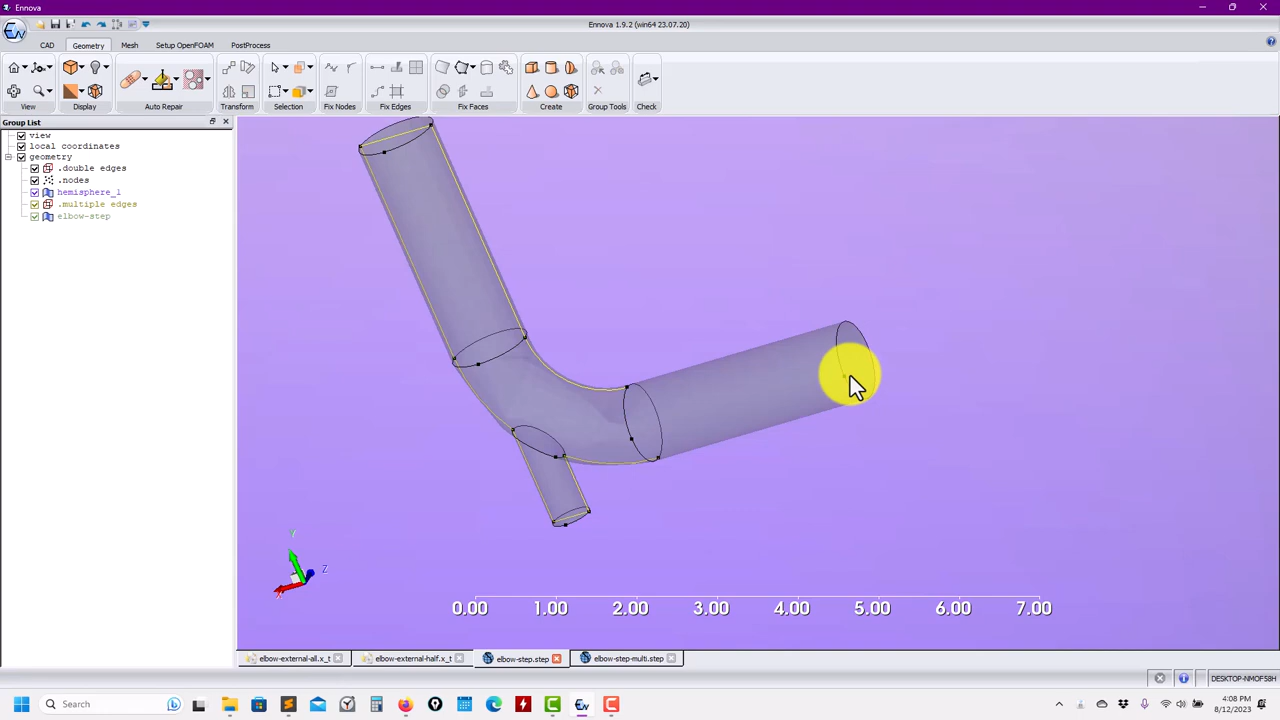 Ennova
Ennova 1.9.2 (win64 23.07.20)
CAD Geometry Mesh Setup OpenFOAM PostProcess
View Display Auto Repair Transform Selection Fix Nodes Fix Edges Fix Faces Create Group Tools Check
Group List
view
local coordinates
geometry
.double edges
.nodes
hemisphere_1
.multiple edges
elbow-step
Y
Z
0.00 1.00 2.00 3.00 4.00 5.00 6.00 7.00
elbow-external-all.x_t elbow-external-half.x_t elbow-step.step elbow-step-multi.step
DESKTOP-NMOF58H
Search
1:08 PM
8/12/2023